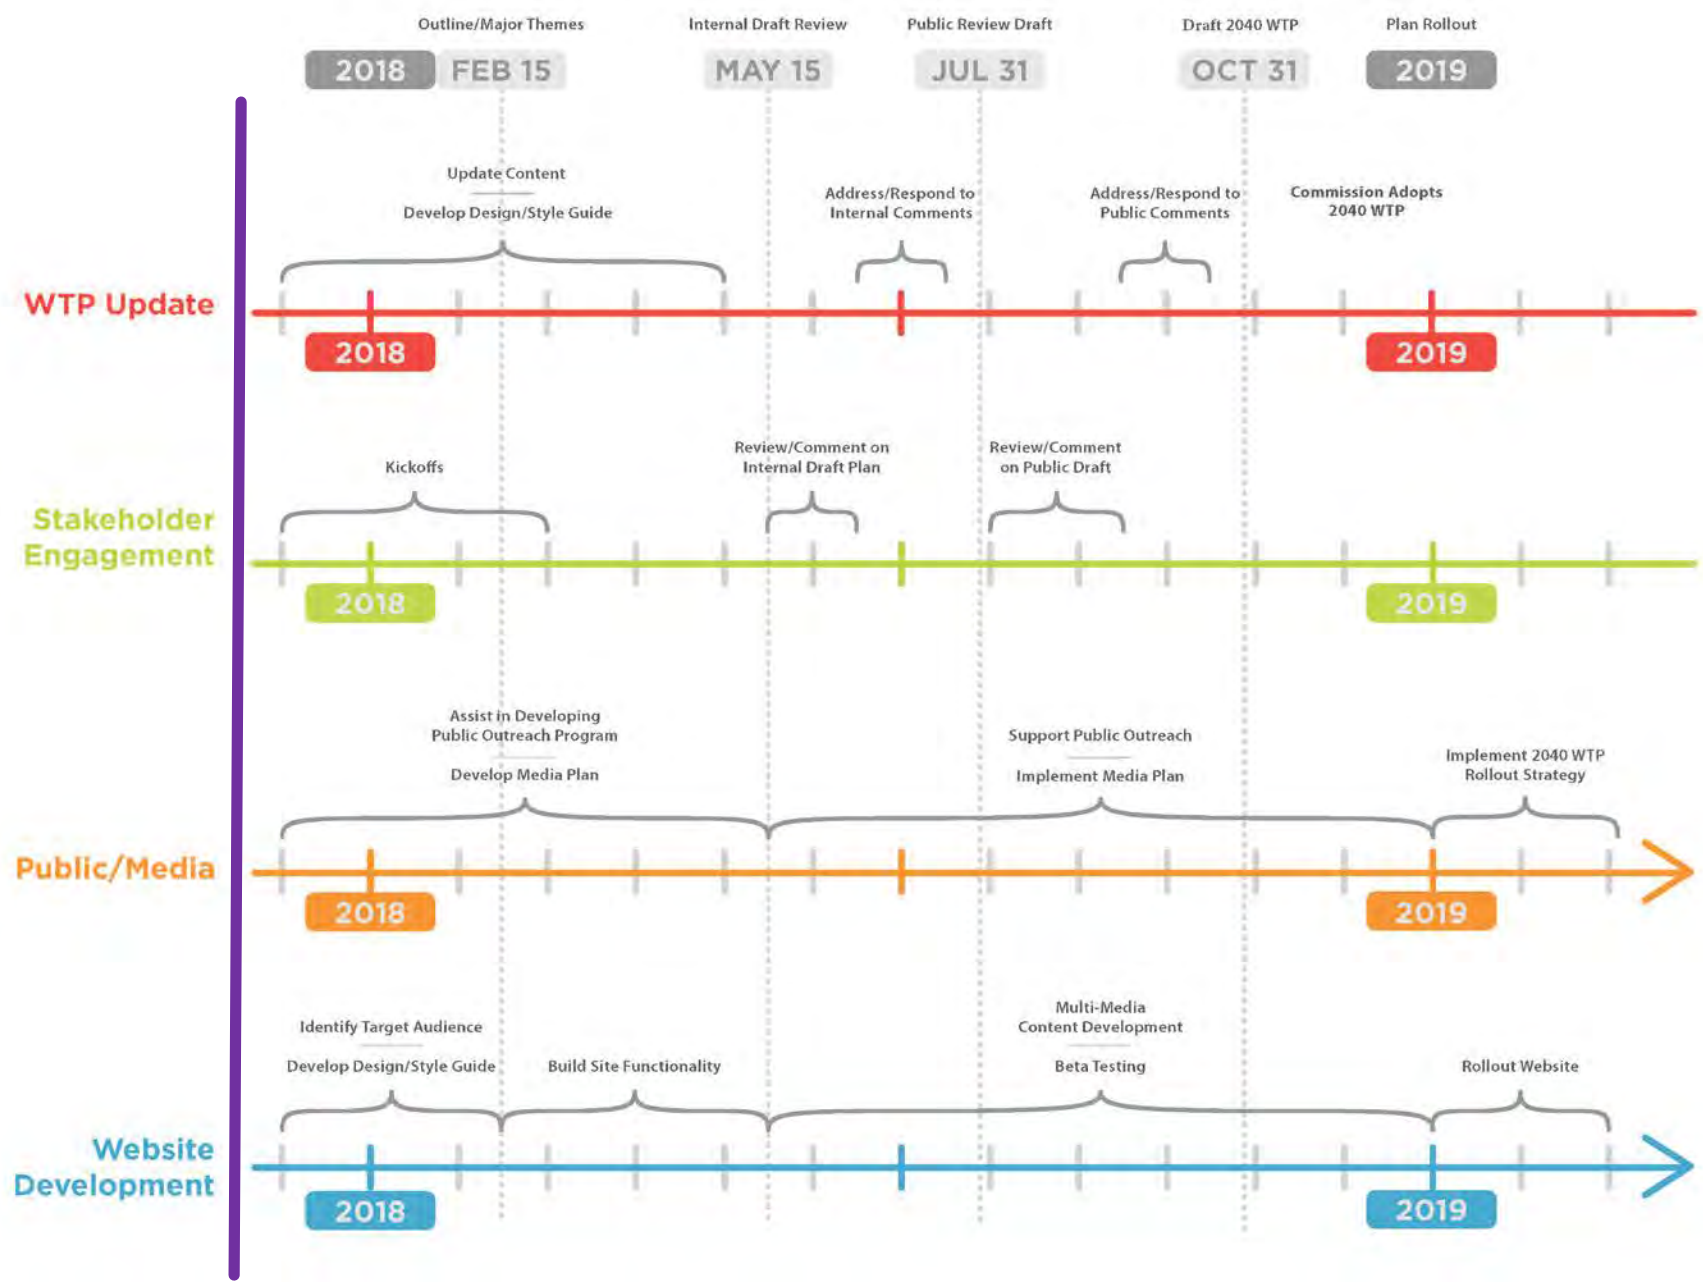 Outline/Major Themes
Internal Draft Review
Public Review Draft
Draft 2040 WTP
Plan Rollout
2018
FEB 15
MAY 15
JUL 31
OCT 31
2019
Update Content
Develop Design/Style Guide
Address/Respond to
Internal Comments
Address/Respond to
Public Comments
Commission Adopts
2040 WTP
WTP Update
2018
2019
Kickoffs
Review/Comment on
Internal Draft Plan
Review/Comment
on Public Draft
Stakeholder
Engagement
2018
2019
Assist in Developing
Public Outreach Program
Develop Media Plan
Support Public Outreach
Implement Media Plan
Implement 2040 WTP
Rollout Strategy
Public/Media
2018
2019
Identify Target Audience
Develop Design/Style Guide
Build Site Functionality
Multi-Media
Content Development
Beta Testing
Rollout Website
Website
Development
2018
2019